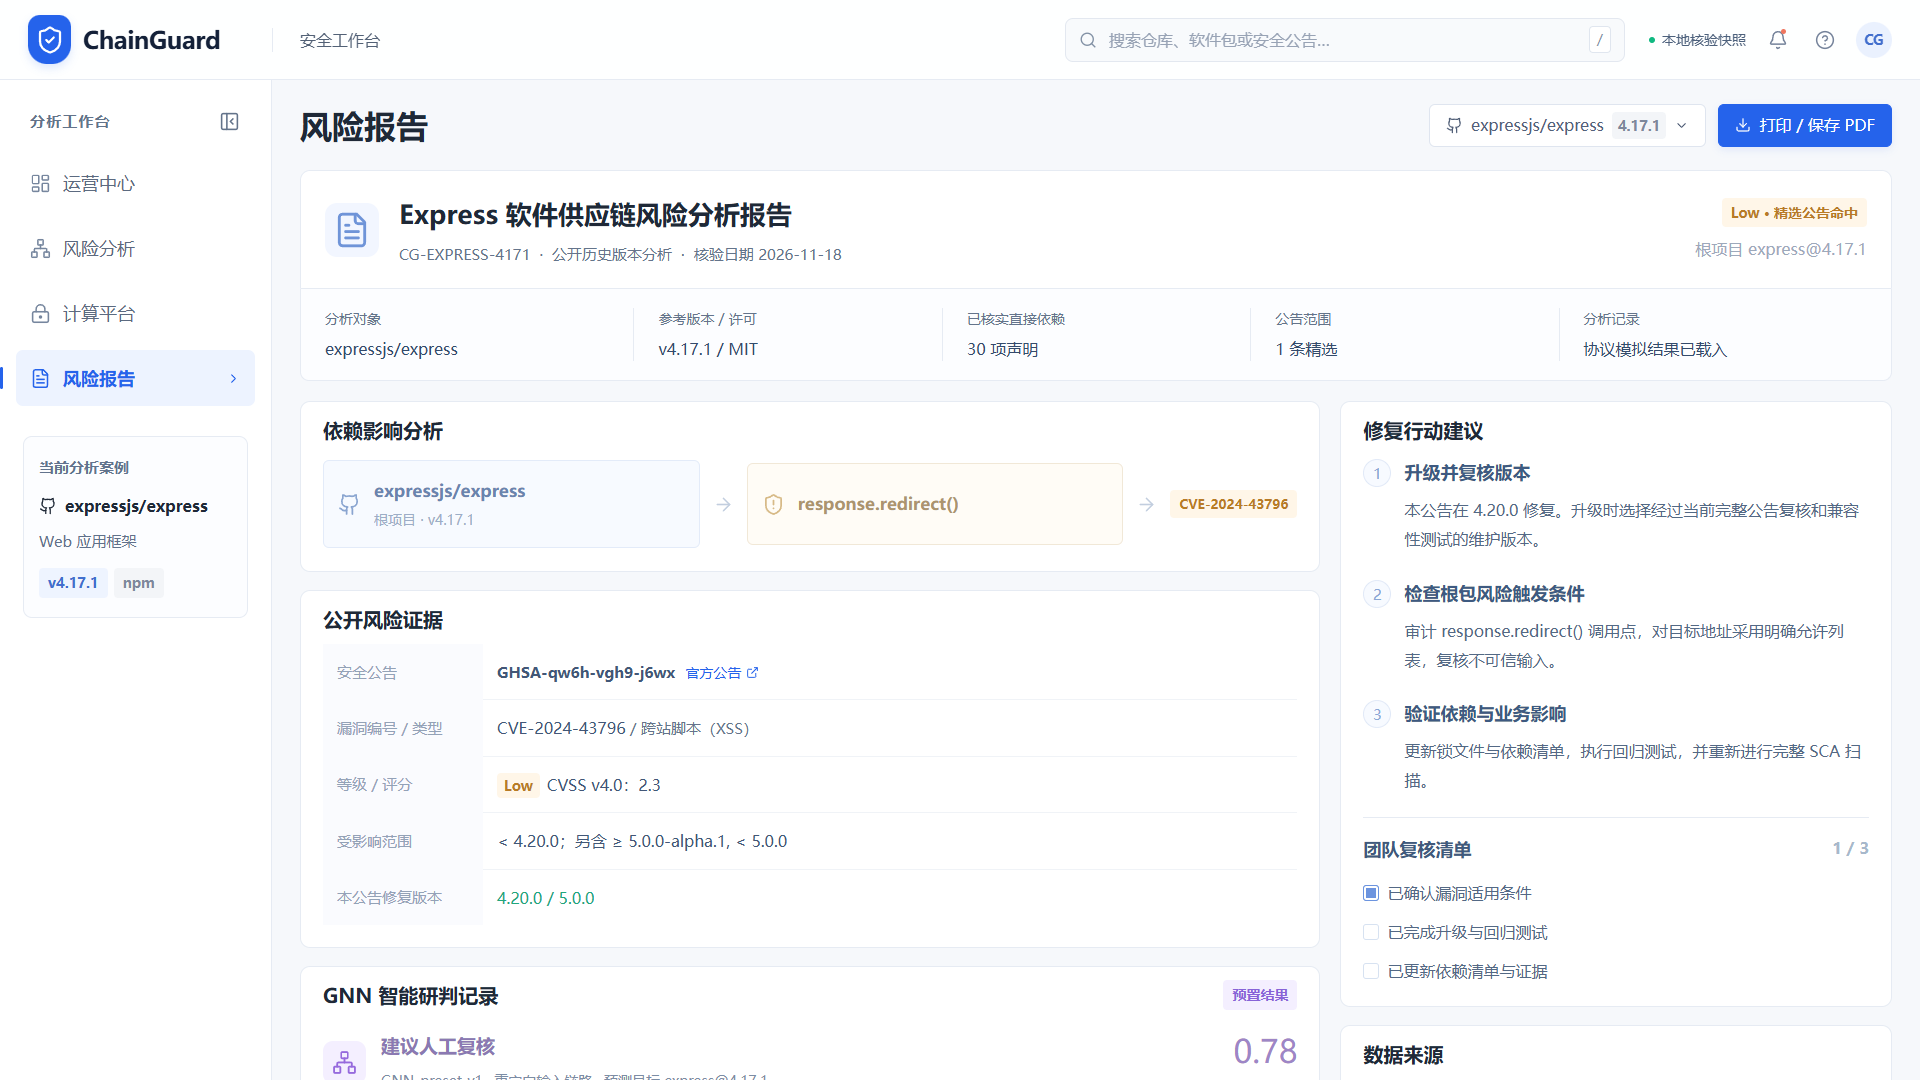 ChainGuard
安全工作台
搜索仓库、软件包或安全公告...
/
本地核验快照
CG
分析工作台
运营中心
风险分析
计算平台
风险报告
当前分析案例
expressjs/express
Web 应用框架
v4.17.1
npm
风险报告
expressjs/express 4.17.1
打印 / 保存 PDF
Express 软件供应链风险分析报告
CG-EXPRESS-4171 · 公开历史版本分析 · 核验日期 2026-11-18
Low • 精选公告命中
根项目 express@4.17.1
分析对象
expressjs/express
参考版本 / 许可
v4.17.1 / MIT
已核实直接依赖
30 项声明
公告范围
1 条精选
分析记录
协议模拟结果已载入
依赖影响分析
expressjs/express
根项目 · v4.17.1
response.redirect()
CVE-2024-43796
公开风险证据
安全公告
GHSA-qw6h-vgh9-j6wx 官方公告
漏洞编号 / 类型
CVE-2024-43796 / 跨站脚本（XSS）
等级 / 评分
Low CVSS v4.0：2.3
受影响范围
< 4.20.0；另含 ≥ 5.0.0-alpha.1, < 5.0.0
本公告修复版本
4.20.0 / 5.0.0
GNN 智能研判记录
预置结果
建议人工复核
0.78
GNN-preset-v1 · 重定向输入链路 · 预测目标 express@4.17.1
修复行动建议
1 升级并复核版本
本公告在 4.20.0 修复。升级时选择经过当前完整公告复核和兼容
性测试的维护版本。
2 检查根包风险触发条件
审计 response.redirect() 调用点，对目标地址采用明确允许列
表，复核不可信输入。
3 验证依赖与业务影响
更新锁文件与依赖清单，执行回归测试，并重新进行完整 SCA 扫
描。
团队复核清单
1 / 3
已确认漏洞适用条件
已完成升级与回归测试
已更新依赖清单与证据
数据来源